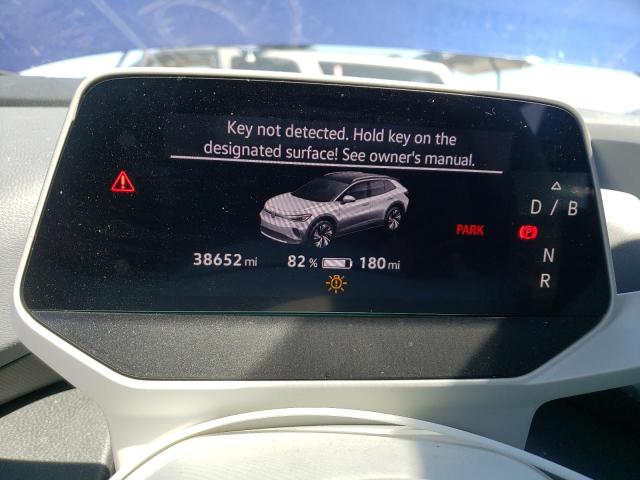 Key not detected. Hold key on the
designated surface! See owner's manual.
D / B
PARK P
N
38652 mi 82 % 180 mi
R